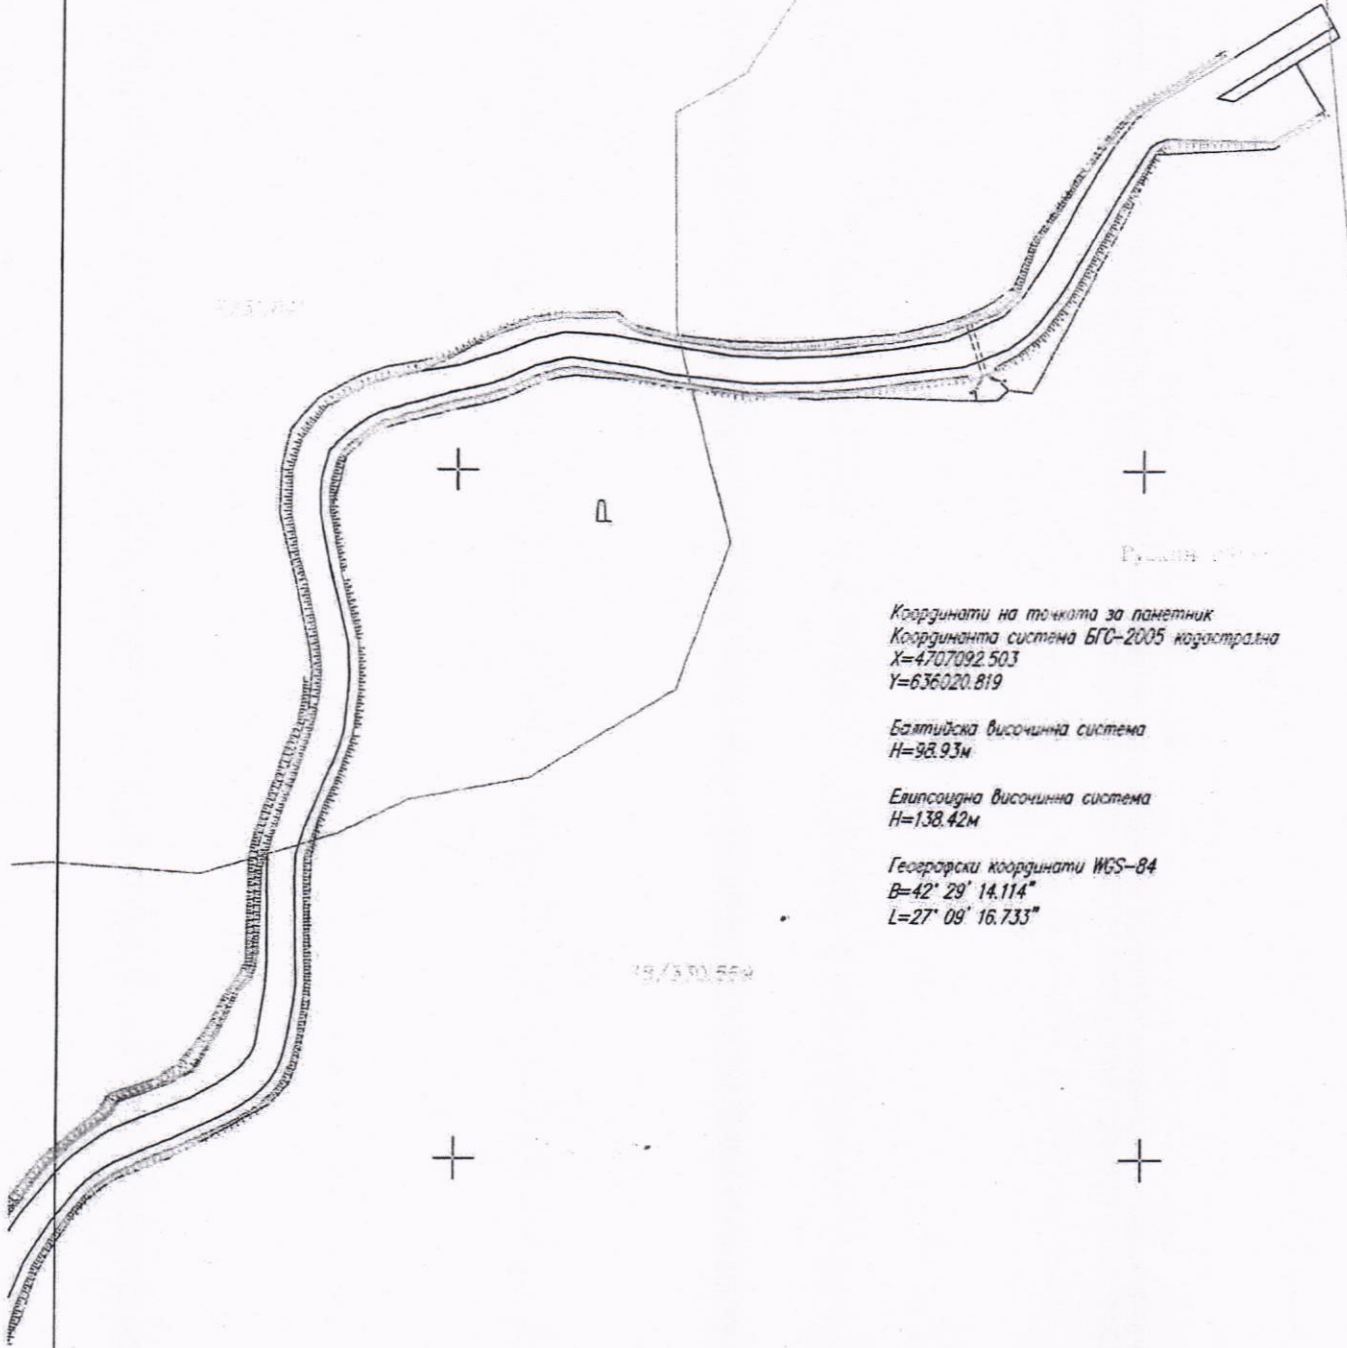 Координати на точката за паметник
Координанта система БГС-2005 кадастрална
X=4707092.503
Y=636020.819
Балтийска височинна система
H=98.93м
Елипсоидна височинна система
H=138.42м
Географски координати WGS-84
B=42° 29' 14.114"
L=27° 09' 16.733"